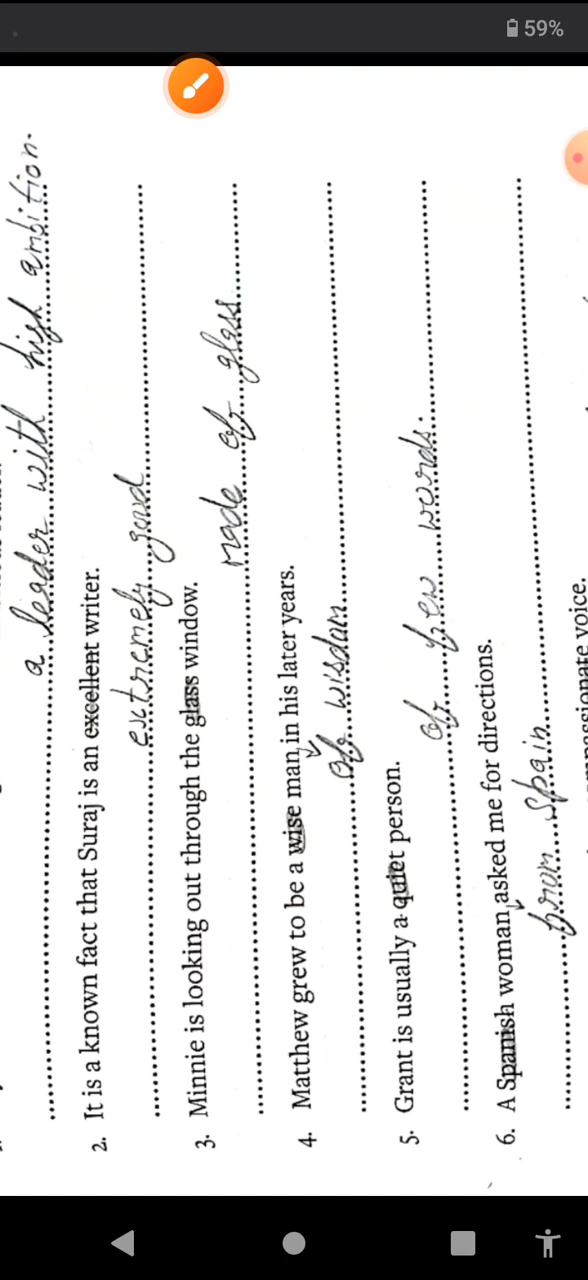 59%
a leader with high ambition.
2. It is a known fact that Suraj is an excellent writer.
extremely good
3. Minnie is looking out through the glass window.
made of glass
4. Matthew grew to be a wise man in his later years.
of wisdom
5. Grant is usually a quiet person.
of few words.
6. A Spanish woman asked me for directions.
from spain
voice.